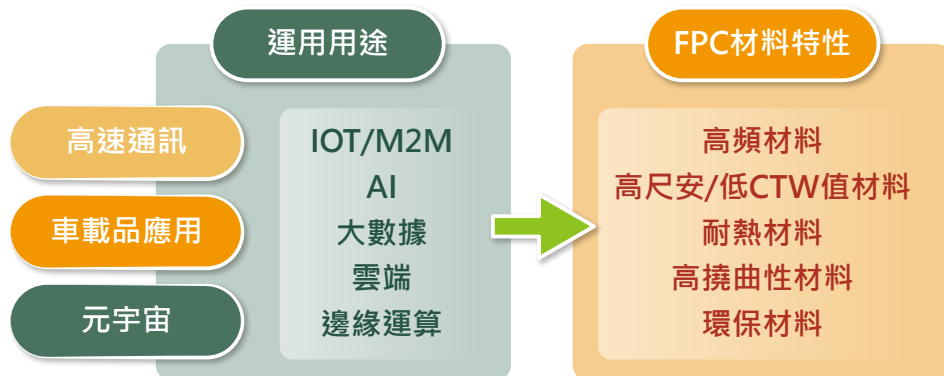 運用用途
FPC材料特性
高速通訊
車載品應用
元宇宙
IOT/M2M
AI
大數據
雲端
邊緣運算
高頻材料
高尺安/低CTW值材料
耐熱材料
高撓曲性材料
環保材料